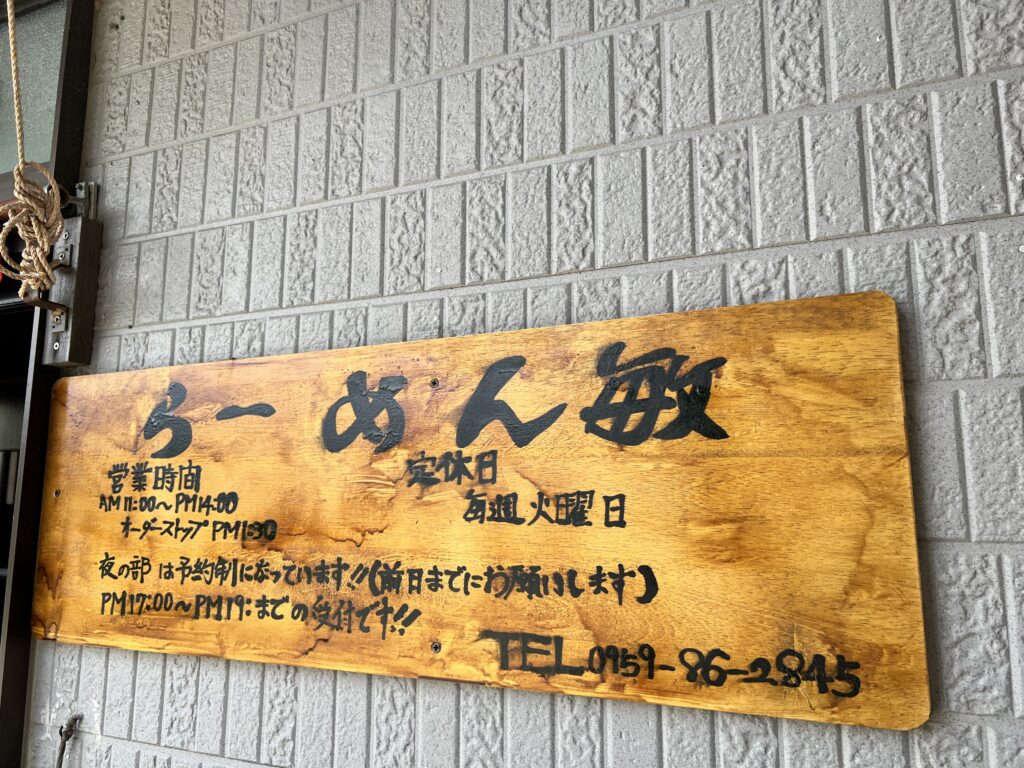 らーめん敏
営業時間
AM11:00～PM14:00
オーダーストップ PM1:30
定休日
毎週火曜日
夜の部は予約制になっています!!(前日までにお願いします)
PM17:00～PM19:までの受付です!!
TEL 0959-86-2845